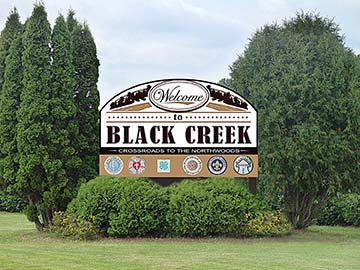 Welcome
to
BLACK CREEK
CROSSROADS TO THE NORTHWOODS